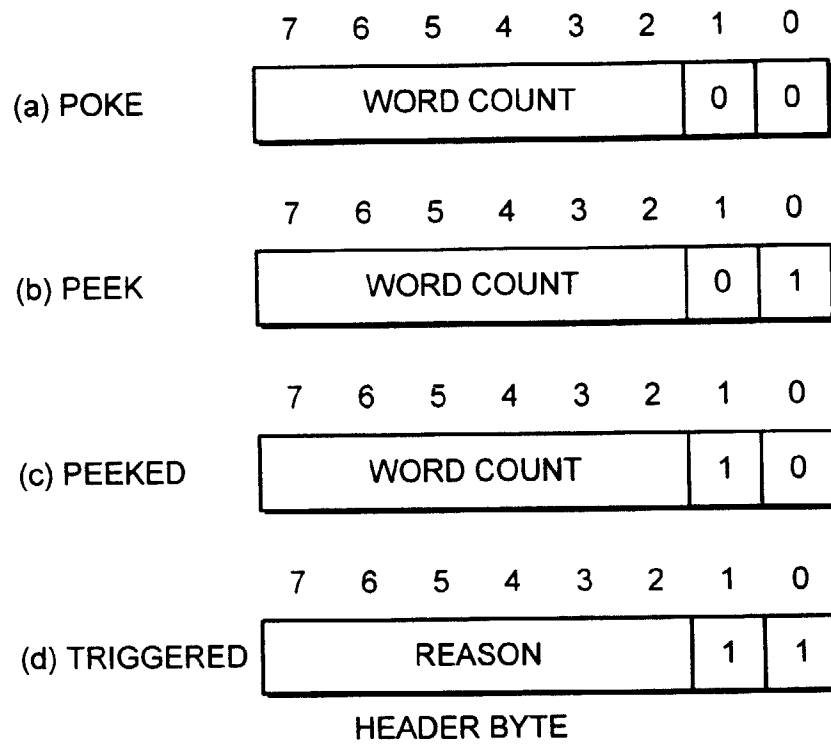 7 6 5 4 3 2 1 0
(a) POKE WORD COUNT 0 0
7 6 5 4 3 2 1 0
(b) PEEK WORD COUNT 0 1
7 6 5 4 3 2 1 0
(c) PEEKED WORD COUNT 1 0
7 6 5 4 3 2 1 0
(d) TRIGGERED REASON 1 1
HEADER BYTE